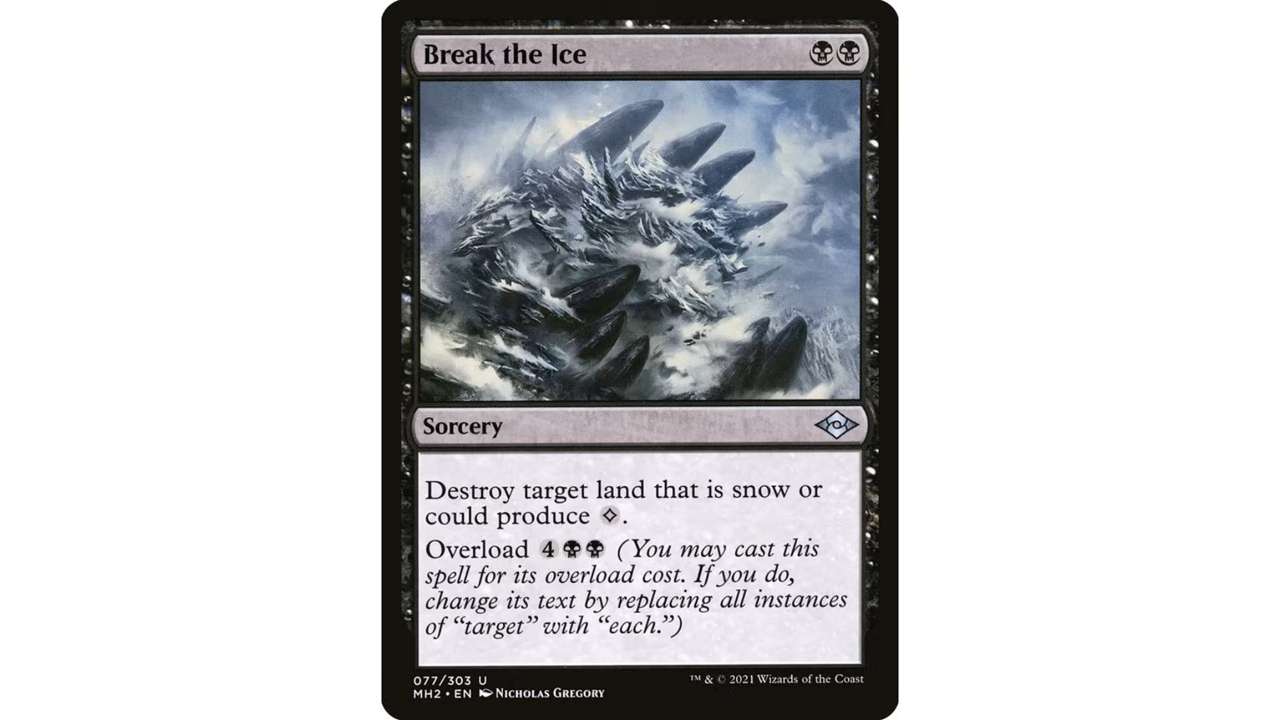 Break the Ice
Sorcery
Destroy target land that is snow or
could produce ◇.
Overload 4 (You may cast this
spell for its overload cost. If you do,
change its text by replacing all instances
of “target” with “each.”)
077/303 U
MH2 • EN Nicholas Gregory
™ & © 2021 Wizards of the Coast